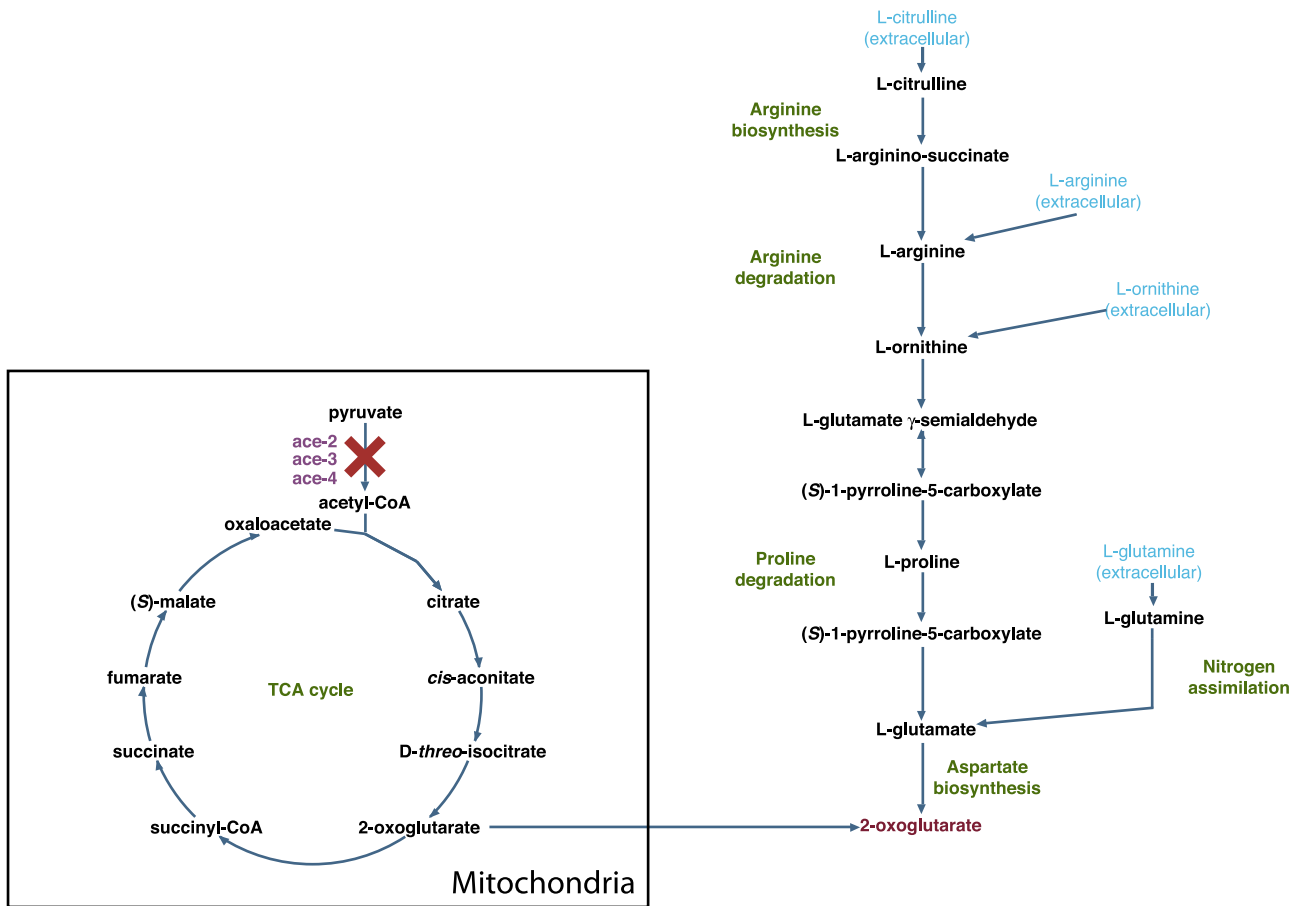 L-citrulline
(extracellular)
L-citrulline
Arginine
biosynthesis
L-arginino-succinate
L-arginine
(extracellular)
L-arginine
Arginine
degradation
L-ornithine
(extracellular)
L-ornithine
L-glutamate γ-semialdehyde
(S)-1-pyrroline-5-carboxylate
L-proline
Proline
degradation
L-glutamine
(extracellular)
L-glutamine
(S)-1-pyrroline-5-carboxylate
Nitrogen
assimilation
L-glutamate
Aspartate
biosynthesis
2-oxoglutarate
pyruvate
ace-2
ace-3
ace-4
acetyl-CoA
oxaloacetate
(S)-malate
citrate
fumarate
TCA cycle
cis-aconitate
succinate
D-threo-isocitrate
succinyl-CoA
2-oxoglutarate
Mitochondria